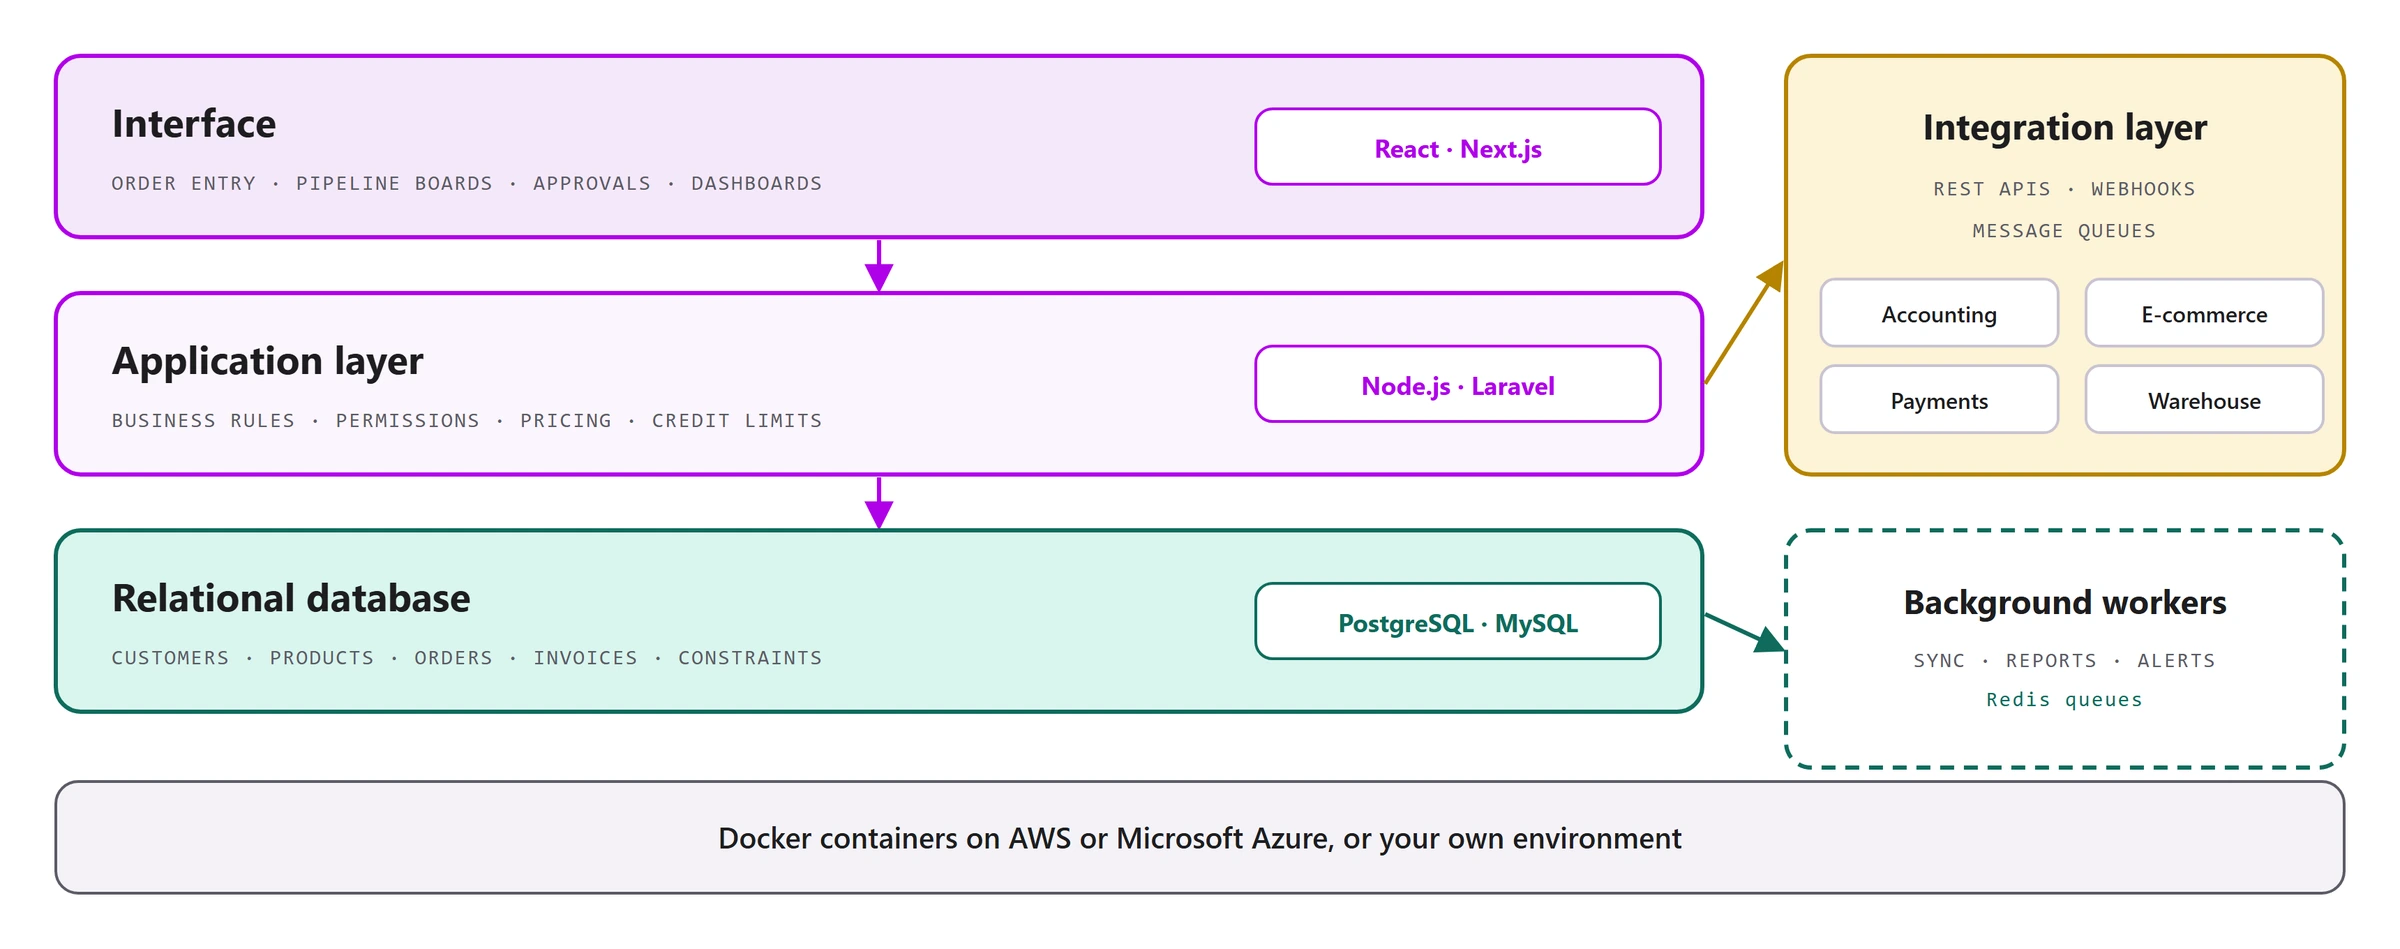 Interface
ORDER ENTRY · PIPELINE BOARDS · APPROVALS · DASHBOARDS
React · Next.js
Application layer
BUSINESS RULES · PERMISSIONS · PRICING · CREDIT LIMITS
Node.js · Laravel
Relational database
CUSTOMERS · PRODUCTS · ORDERS · INVOICES · CONSTRAINTS
PostgreSQL · MySQL
Integration layer
REST APIS · WEBHOOKS
MESSAGE QUEUES
Accounting
E-commerce
Payments
Warehouse
Background workers
SYNC · REPORTS · ALERTS
Redis queues
Docker containers on AWS or Microsoft Azure, or your own environment